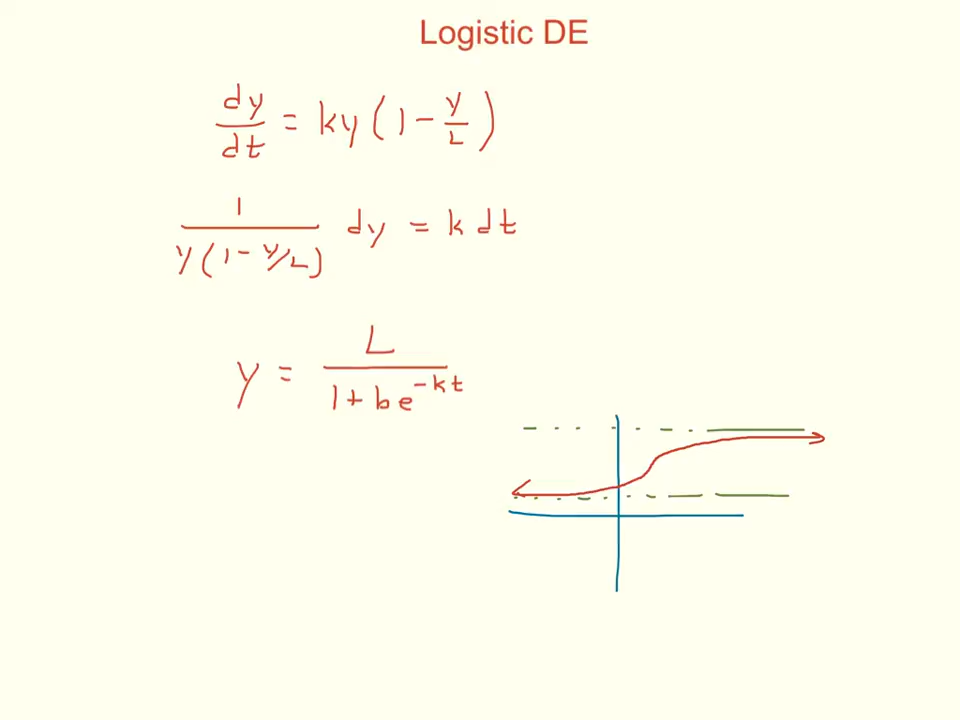 Logistic DE
dy/dt = ky(1 - y/L)
1/(y(1 - y/L)) dy = k dt
y = L/(1 + be^(-kt))